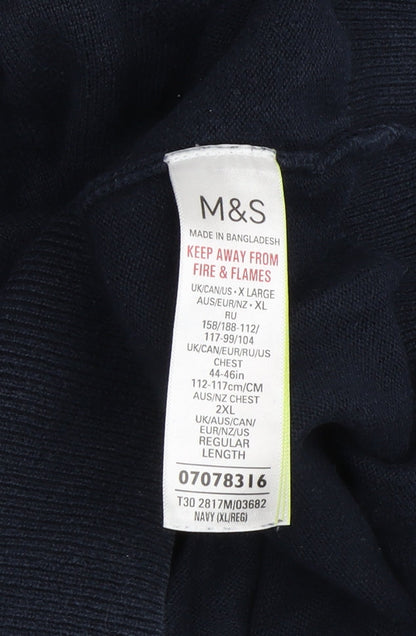 M&S
MADE IN BANGLADESH
KEEP AWAY FROM
FIRE & FLAMES
UK/CAN/US · X LARGE
AUS/EUR/NZ · XL
RU
158/188-112/
117-99/104
UK/CAN/EUR/RU/US
CHEST
44-46in
112-117cm/CM
AUS/NZ CHEST
2XL
UK/AUS/CAN/
EUR/NZ/US
REGULAR
LENGTH
07078316
T30 2817M/03682
NAVY (XL/REG)